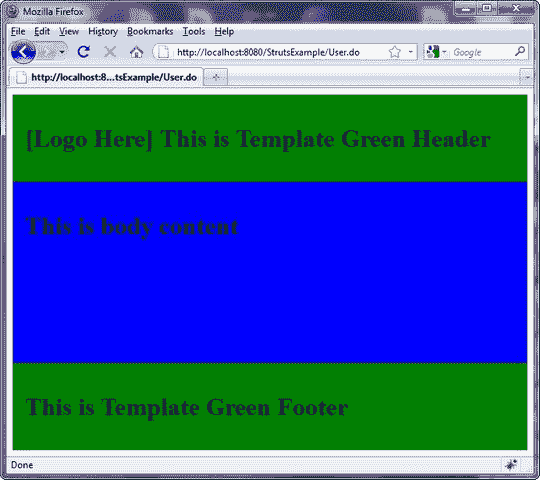 Mozilla Firefox
File Edit View History Bookmarks Tools Help
http://localhost:8080/StrutsExample/User.do Google
http://localhost:8...tsExample/User.do
[Logo Here] This is Template Green Header
This is body content
This is Template Green Footer
Done